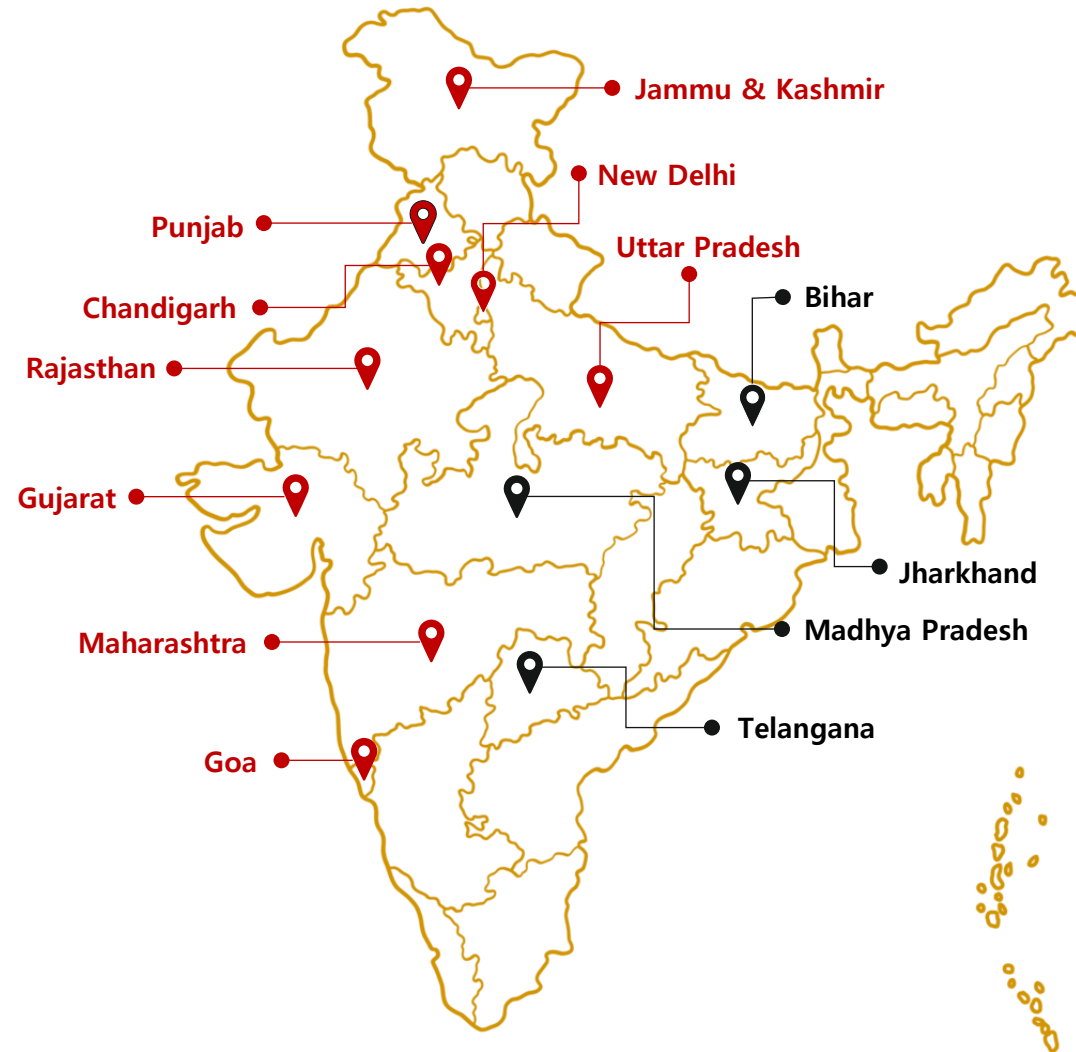 Jammu & Kashmir
New Delhi
Punjab
Uttar Pradesh
Chandigarh
Bihar
Rajasthan
Gujarat
Jharkhand
Maharashtra
Madhya Pradesh
Telangana
Goa